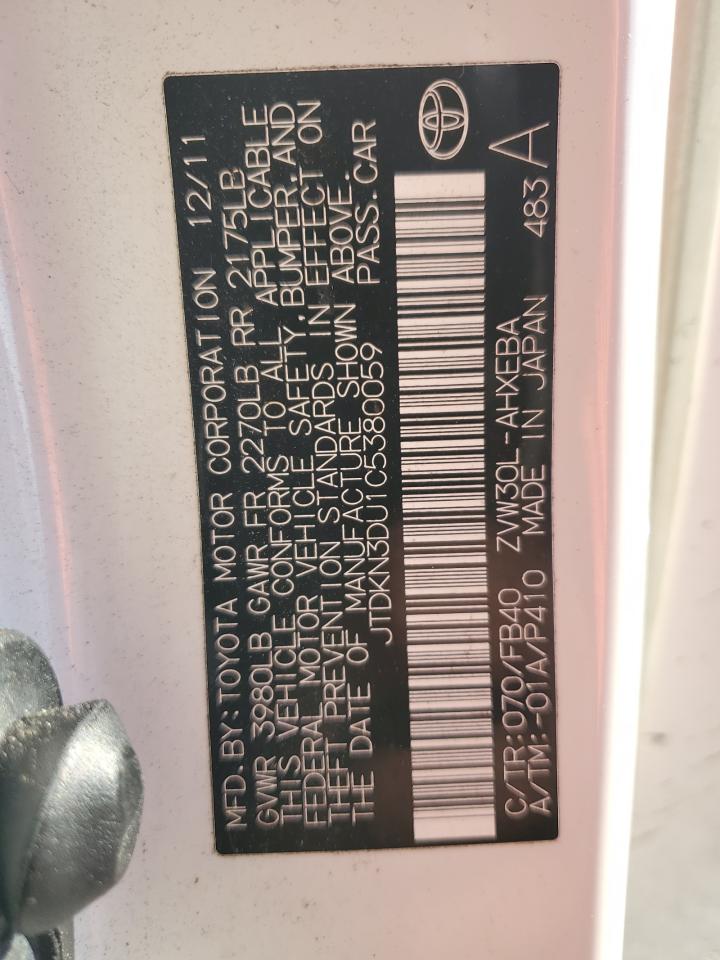 MFD.BY:TOYOTA MOTOR CORPORATION 12/11
GVWR 3980LB GAWR FR 2270LB RR 2175LB
THIS VEHICLE CONFORMS TO ALL APPLICABLE
FEDERAL MOTOR VEHICLE SAFETY,BUMPER,AND
THEFT PREVENTION STANDARDS IN EFFECT ON
THE DATE OF MANUFACTURE SHOWN ABOVE.
JTDKN3DU1C5380059 PASS.CAR
C/TR:070/FB40 ZVW30L-AHXEBA 483
A/TM:-01A/P410 MADE IN JAPAN A